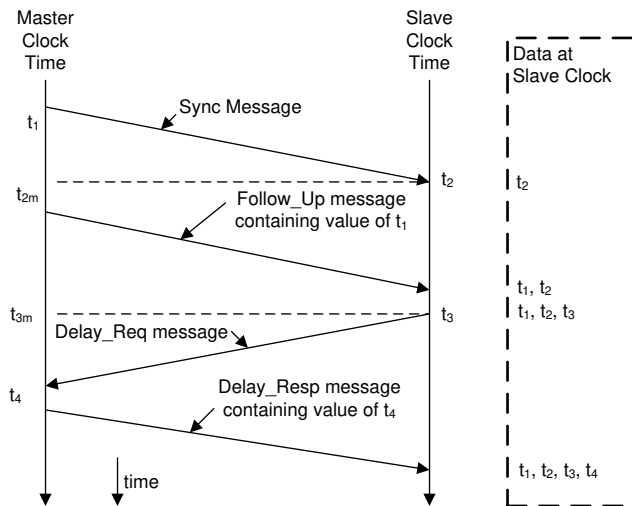 Master
Clock
Time
Slave
Clock
Time
Data at
Slave Clock
Sync Message
t1
t2
t2
t2m
Follow_Up message
containing value of t1
t1, t2
t3m
t3
t1, t2, t3
Delay_Req message
t4
Delay_Resp message
containing value of t4
t1, t2, t3, t4
time